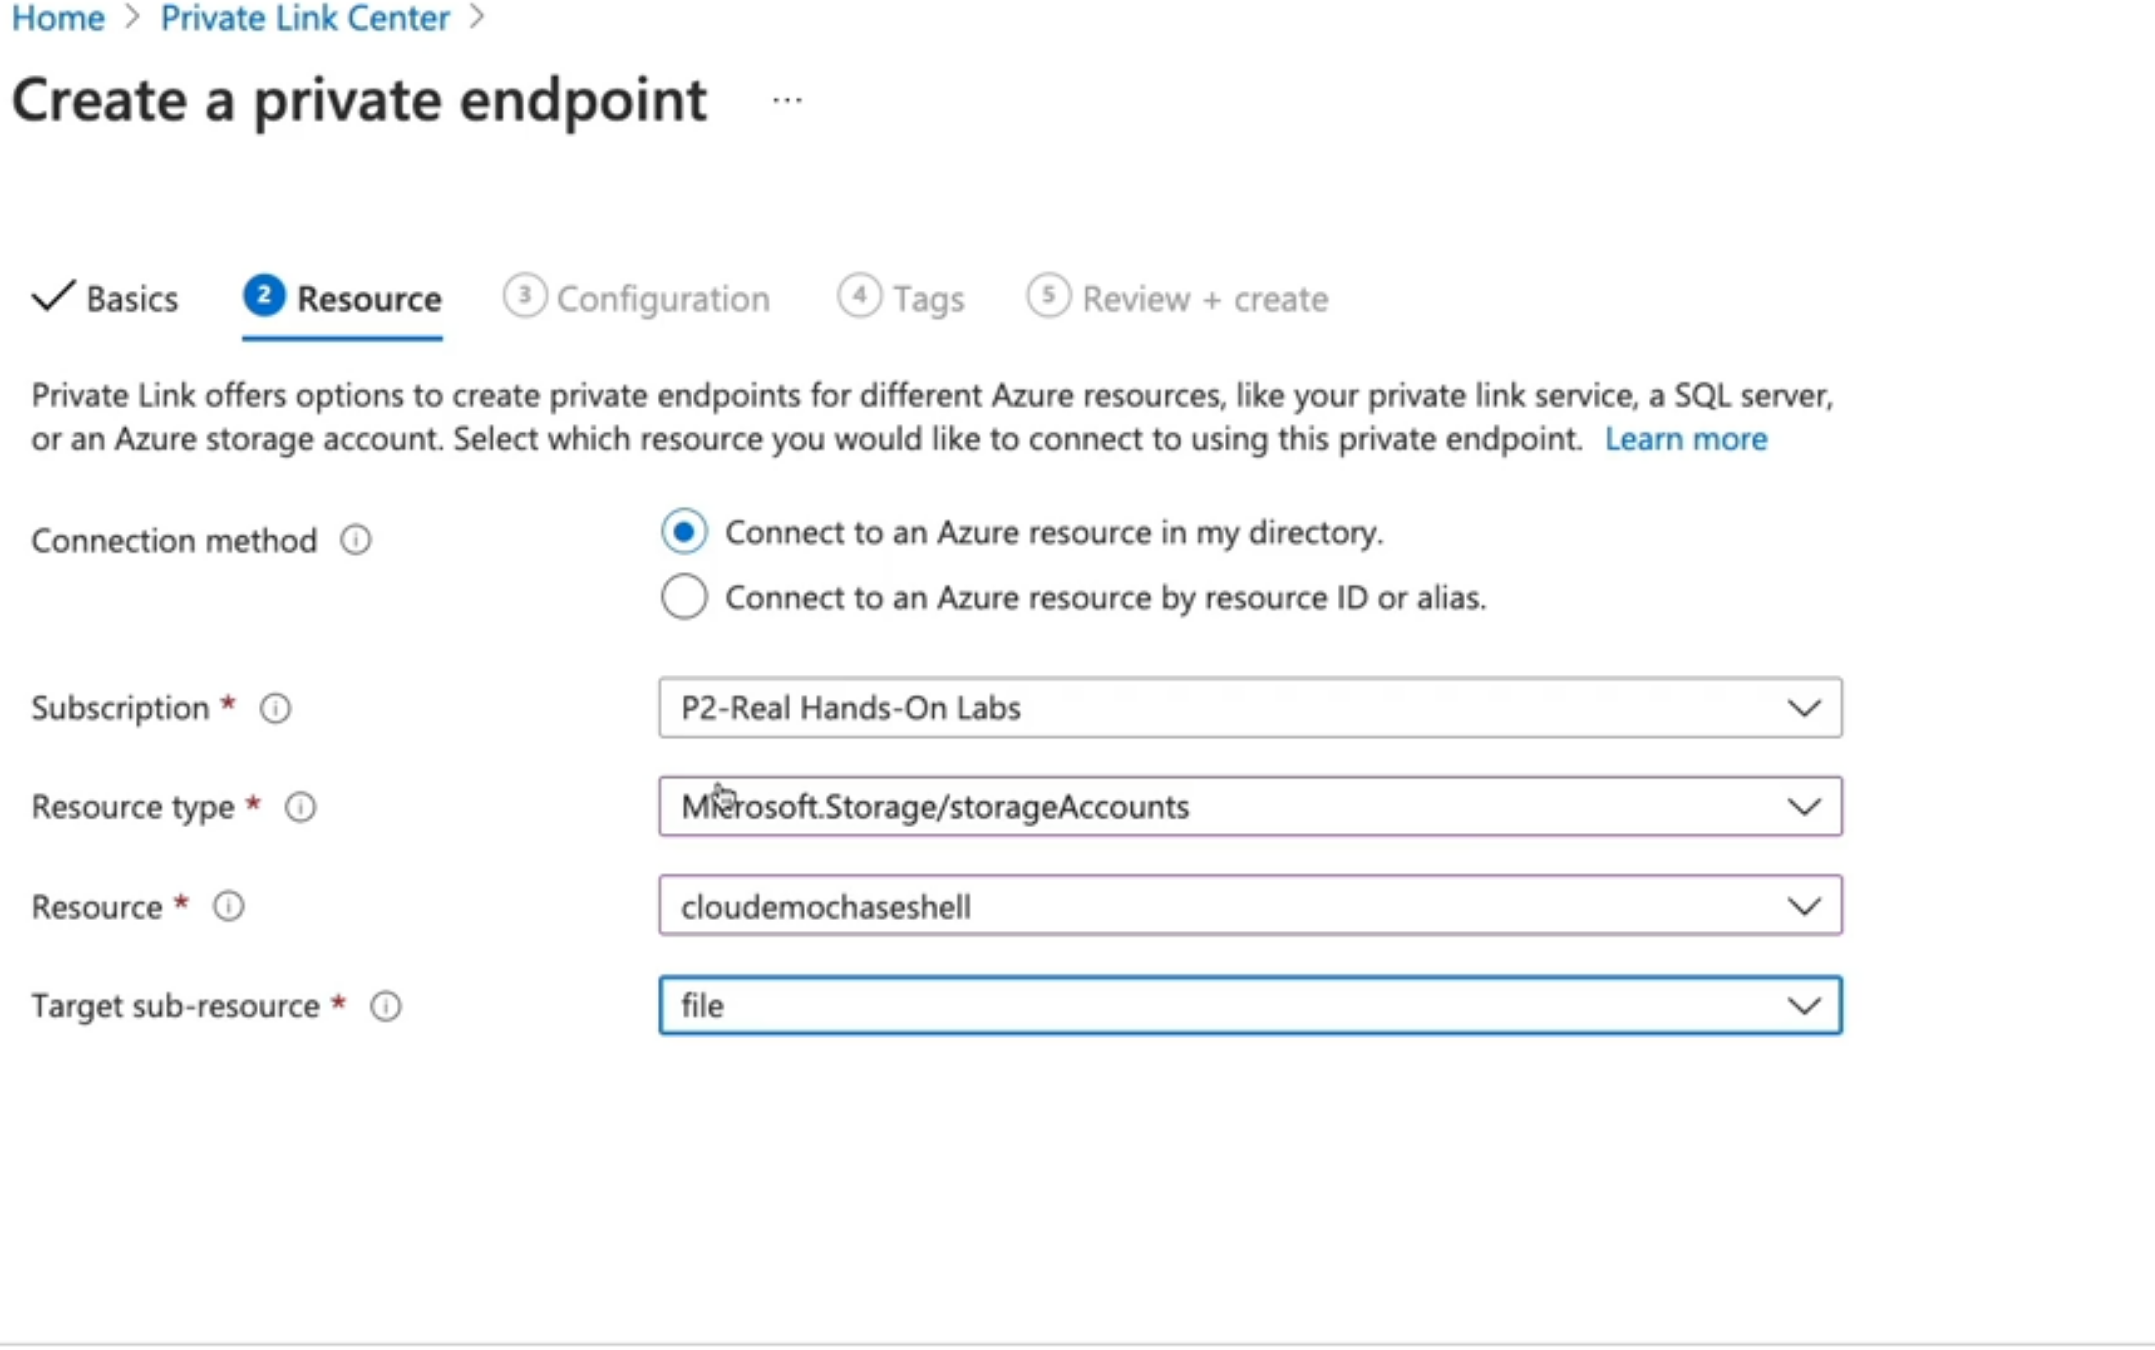 Home > Private Link Center >
Create a private endpoint ...
Basics 2 Resource 3 Configuration 4 Tags 5 Review + create
Private Link offers options to create private endpoints for different Azure resources, like your private link service, a SQL server,
or an Azure storage account. Select which resource you would like to connect to using this private endpoint. Learn more
Connection method
Connect to an Azure resource in my directory.
Connect to an Azure resource by resource ID or alias.
Subscription * P2-Real Hands-On Labs
Resource type * Microsoft.Storage/storageAccounts
Resource * cloudemochaseshell
Target sub-resource * file